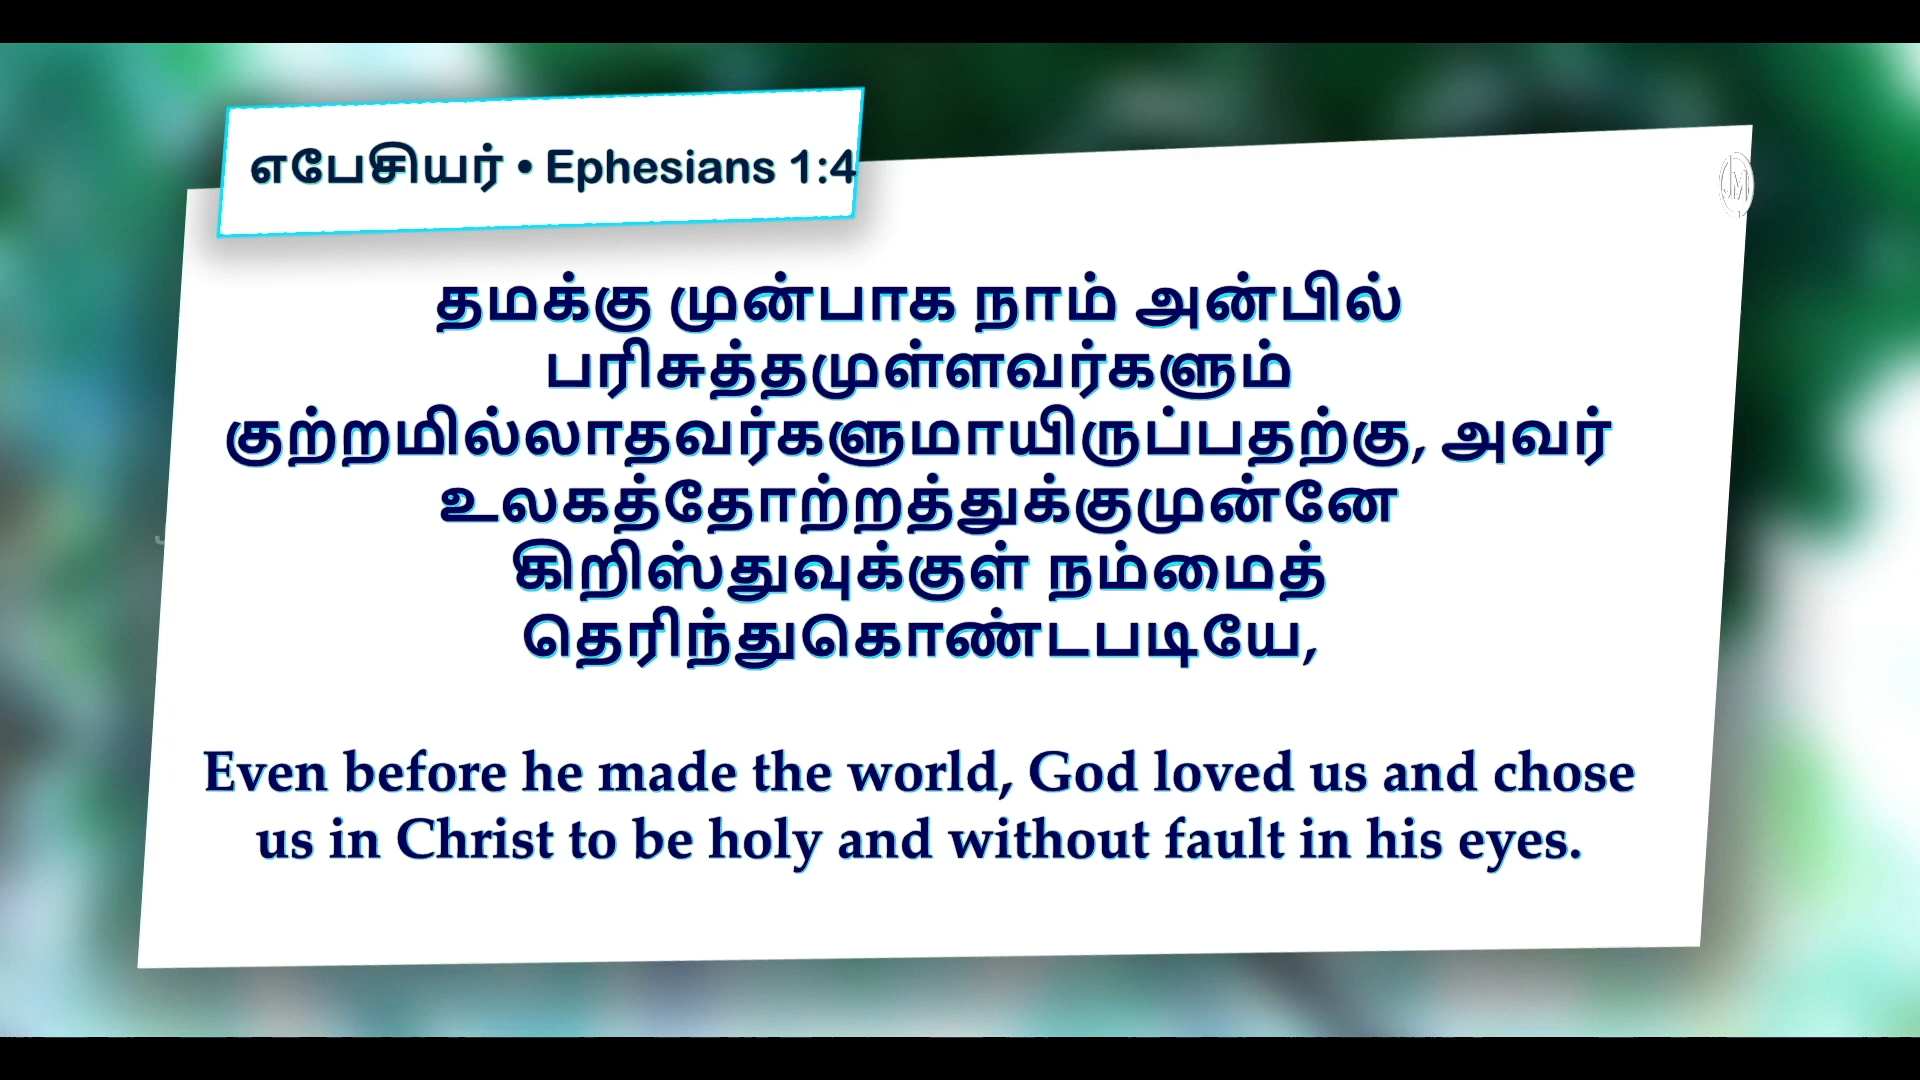 எபேசியர் • Ephesians 1:4
JM
தமக்கு முன்பாக நாம் அன்பில்
பரிசுத்தமுள்ளவர்களும்
குற்றமில்லாதவர்களுமாயிருப்பதற்கு, அவர்
உலகத்தோற்றத்துக்குமுன்னே
கிறிஸ்துவுக்குள் நம்மைத்
தெரிந்துகொண்டபடியே,
Even before he made the world, God loved us and chose
us in Christ to be holy and without fault in his eyes.